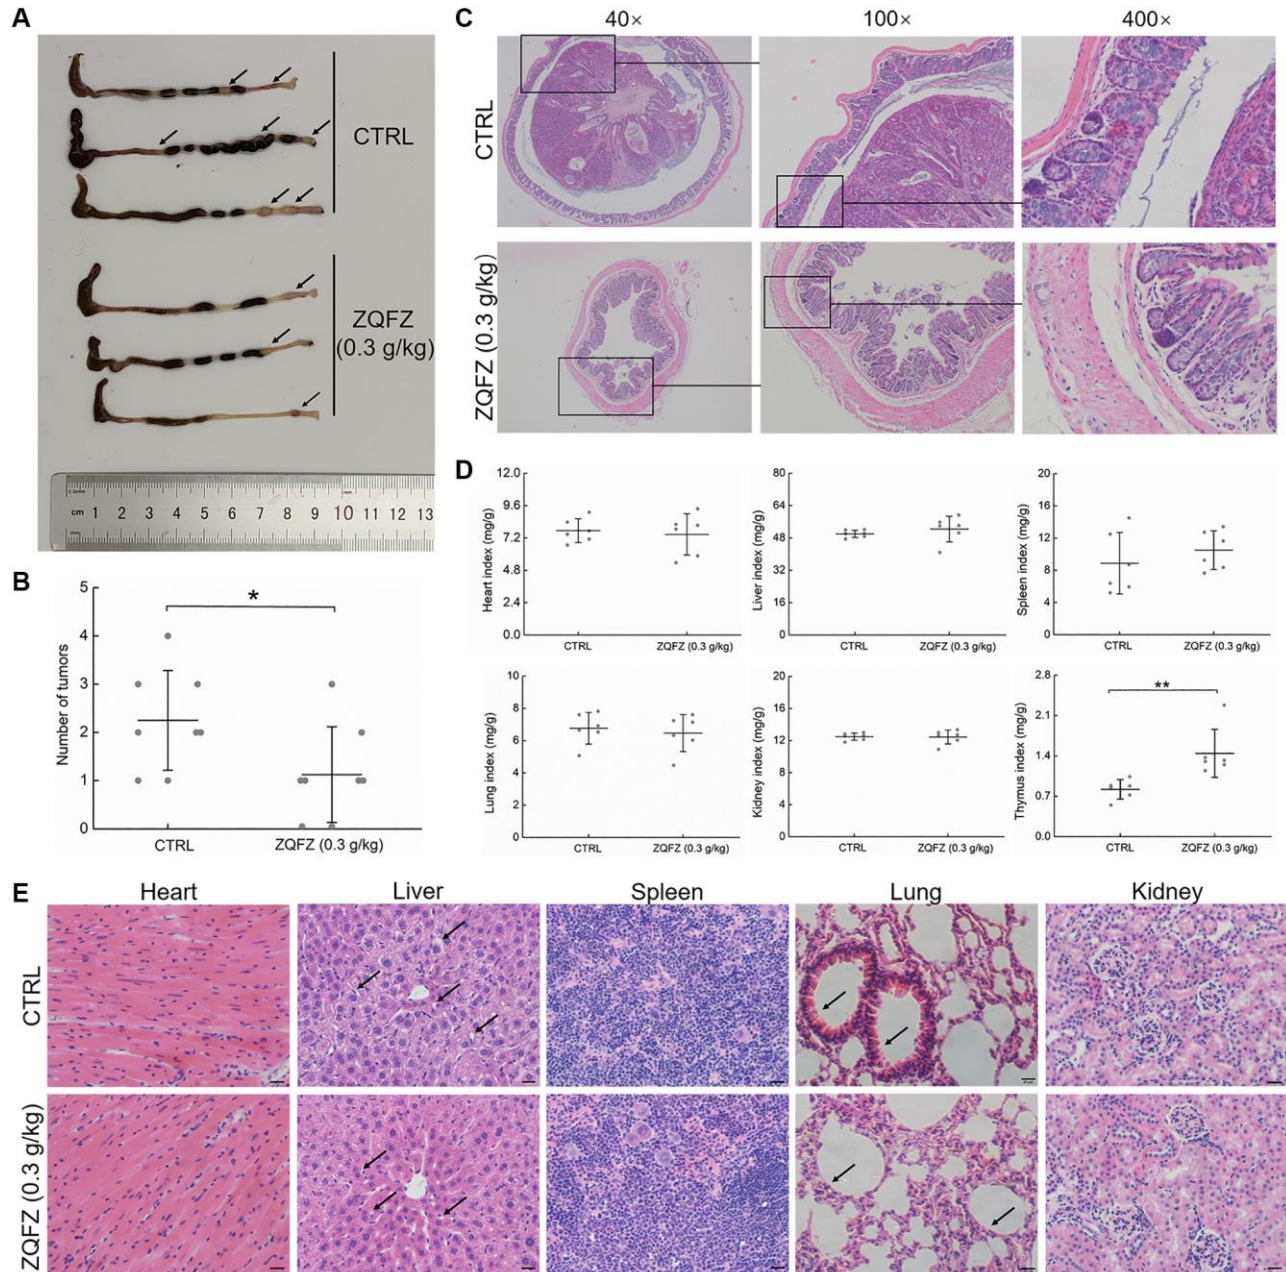 A
CTRL
ZQFZ
(0.3 g/kg)
cm 1 2 3 4 5 6 7 8 9 10 11 12 13
B
Number of tumors
5
4
3
2
1
0
*
CTRL
ZQFZ (0.3 g/kg)
C
40×
100×
400×
CTRL
ZQFZ (0.3 g/kg)
D
Heart index (mg/g)
12.0
9.6
7.2
4.8
2.4
0.0
CTRL
ZQFZ (0.3 g/kg)
Liver index (mg/g)
80
64
48
32
16
0
CTRL
ZQFZ (0.3 g/kg)
Spleen index (mg/g)
20
16
12
8
4
0
CTRL
ZQFZ (0.3 g/kg)
Lung index (mg/g)
10
8
6
4
2
0
CTRL
ZQFZ (0.3 g/kg)
Kidney index (mg/g)
20
16
12
8
4
0
CTRL
ZQFZ (0.3 g/kg)
Thymus index (mg/g)
2.8
2.1
1.4
0.7
0.0
**
CTRL
ZQFZ (0.3 g/kg)
E
Heart
Liver
Spleen
Lung
Kidney
CTRL
ZQFZ (0.3 g/kg)